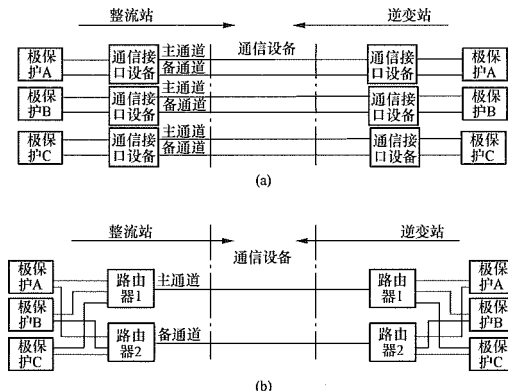 整流站
逆变站
通信设备
极保
护A
通信接
口设备
主通道
备通道
通信接
口设备
极保
护A
极保
护B
通信接
口设备
主通道
备通道
通信接
口设备
极保
护B
极保
护C
通信接
口设备
主通道
备通道
通信接
口设备
极保
护C
(a)
整流站
逆变站
通信设备
极保
护A
极保
护B
极保
护C
路由
器1
主通道
路由
器1
路由
器2
备通道
路由
器2
极保
护A
极保
护B
极保
护C
(b)